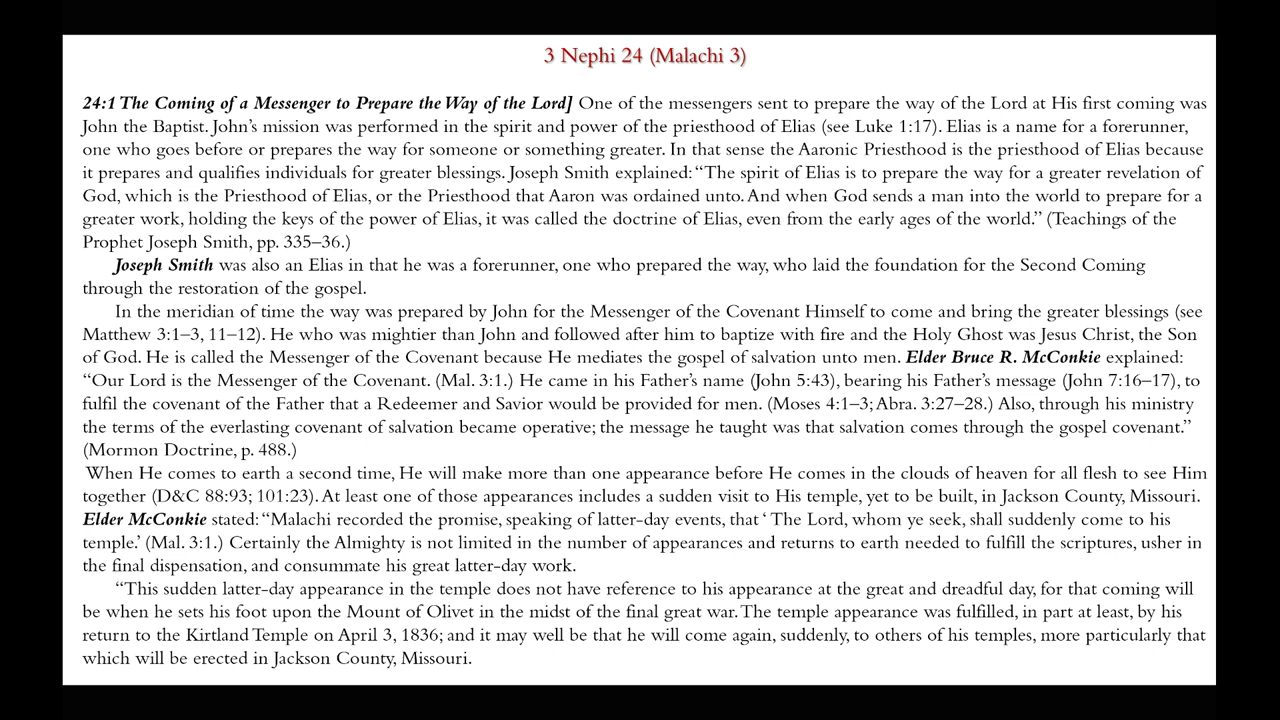 3 Nephi 24 (Malachi 3)
24:1 The Coming of a Messenger to Prepare the Way of the Lord] One of the messengers sent to prepare the way of the Lord at His first coming was
John the Baptist. John's mission was performed in the spirit and power of the priesthood of Elias (see Luke 1:17). Elias is a name for a forerunner,
one who goes before or prepares the way for someone or something greater. In that sense the Aaronic Priesthood is the priesthood of Elias because
it prepares and qualifies individuals for greater blessings. Joseph Smith explained: “The spirit of Elias is to prepare the way for a greater revelation of
God, which is the Priesthood of Elias, or the Priesthood that Aaron was ordained unto. And when God sends a man into the world to prepare for a
greater work, holding the keys of the power of Elias, it was called the doctrine of Elias, even from the early ages of the world.” (Teachings of the
Prophet Joseph Smith, pp. 335–36.)
Joseph Smith was also an Elias in that he was a forerunner, one who prepared the way, who laid the foundation for the Second Coming
through the restoration of the gospel.
In the meridian of time the way was prepared by John for the Messenger of the Covenant Himself to come and bring the greater blessings (see
Matthew 3:1–3, 11–12). He who was mightier than John and followed after him to baptize with fire and the Holy Ghost was Jesus Christ, the Son
of God. He is called the Messenger of the Covenant because He mediates the gospel of salvation unto men. Elder Bruce R. McConkie explained:
“Our Lord is the Messenger of the Covenant. (Mal. 3:1.) He came in his Father's name (John 5:43), bearing his Father's message (John 7:16–17), to
fulfil the covenant of the Father that a Redeemer and Savior would be provided for men. (Moses 4:1–3; Abra. 3:27–28.) Also, through his ministry
the terms of the everlasting covenant of salvation became operative; the message he taught was that salvation comes through the gospel covenant.”
(Mormon Doctrine, p. 488.)
When He comes to earth a second time, He will make more than one appearance before He comes in the clouds of heaven for all flesh to see Him
together (D&C 88:93; 101:23). At least one of those appearances includes a sudden visit to His temple, yet to be built, in Jackson County, Missouri.
Elder McConkie stated: “Malachi recorded the promise, speaking of latter-day events, that ‘ The Lord, whom ye seek, shall suddenly come to his
temple.’ (Mal. 3:1.) Certainly the Almighty is not limited in the number of appearances and returns to earth needed to fulfill the scriptures, usher in
the final dispensation, and consummate his great latter-day work.
“This sudden latter-day appearance in the temple does not have reference to his appearance at the great and dreadful day, for that coming will
be when he sets his foot upon the Mount of Olivet in the midst of the final great war. The temple appearance was fulfilled, in part at least, by his
return to the Kirtland Temple on April 3, 1836; and it may well be that he will come again, suddenly, to others of his temples, more particularly that
which will be erected in Jackson County, Missouri.